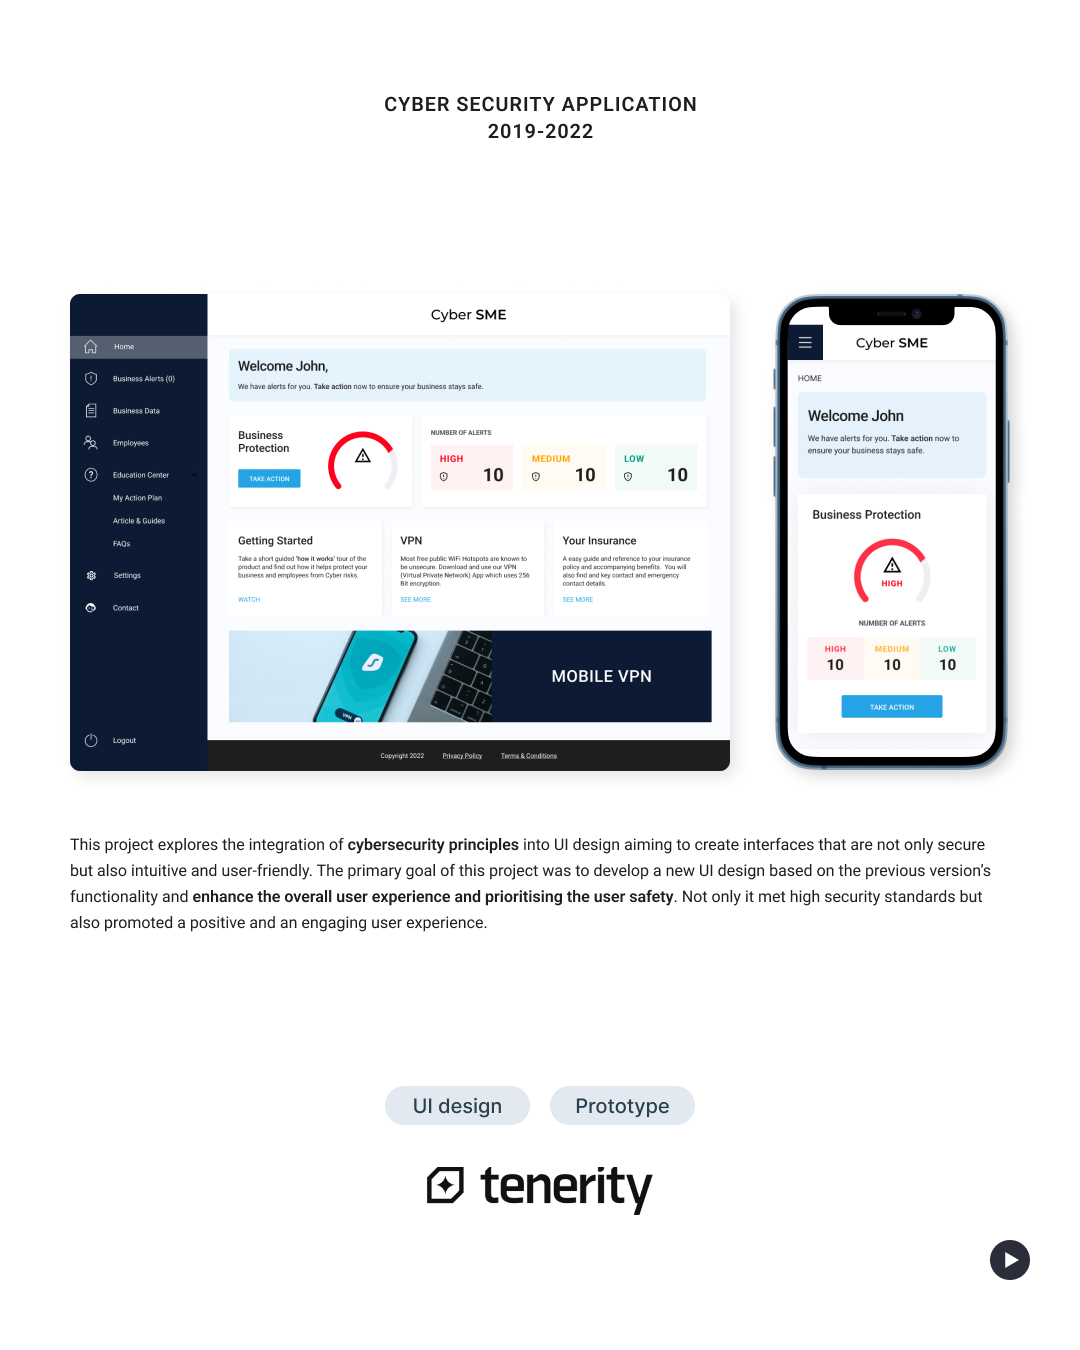 CYBER SECURITY APPLICATION
2019-2022
Cyber SME
Home
Business Alerts (0)
Business Data
Employees
Education Center
My Action Plan
Article & Guides
FAQs
Settings
Contact
Logout
Welcome John,
We have alerts for you. Take action now to ensure your business stays safe.
Business
Protection
TAKE ACTION
NUMBER OF ALERTS
HIGH
10
MEDIUM
10
LOW
10
Getting Started
Take a short guided 'how it works' tour of the
product and find out how it helps protect your
business and employees from Cyber risks.
WATCH
VPN
Most free public WiFi Hotspots are known to
be unsecure. Download and use our VPN
(Virtual Private Network) App which uses 256
Bit encryption.
SEE MORE
Your Insurance
A easy guide and reference to your insurance
policy and accompanying benefits. You will
also find and key contact and emergency
contact details.
SEE MORE
VPN
MOBILE VPN
Copyright 2022 Privacy Policy Terms & Conditions
Cyber SME
HOME
Welcome John
We have alerts for you. Take action now to
ensure your business stays safe.
Business Protection
HIGH
NUMBER OF ALERTS
HIGH MEDIUM LOW
10 10 10
TAKE ACTION
This project explores the integration of cybersecurity principles into UI design aiming to create interfaces that are not only secure
but also intuitive and user-friendly. The primary goal of this project was to develop a new UI design based on the previous version's
functionality and enhance the overall user experience and prioritising the user safety. Not only it met high security standards but
also promoted a positive and an engaging user experience.
UI design Prototype
tenerity